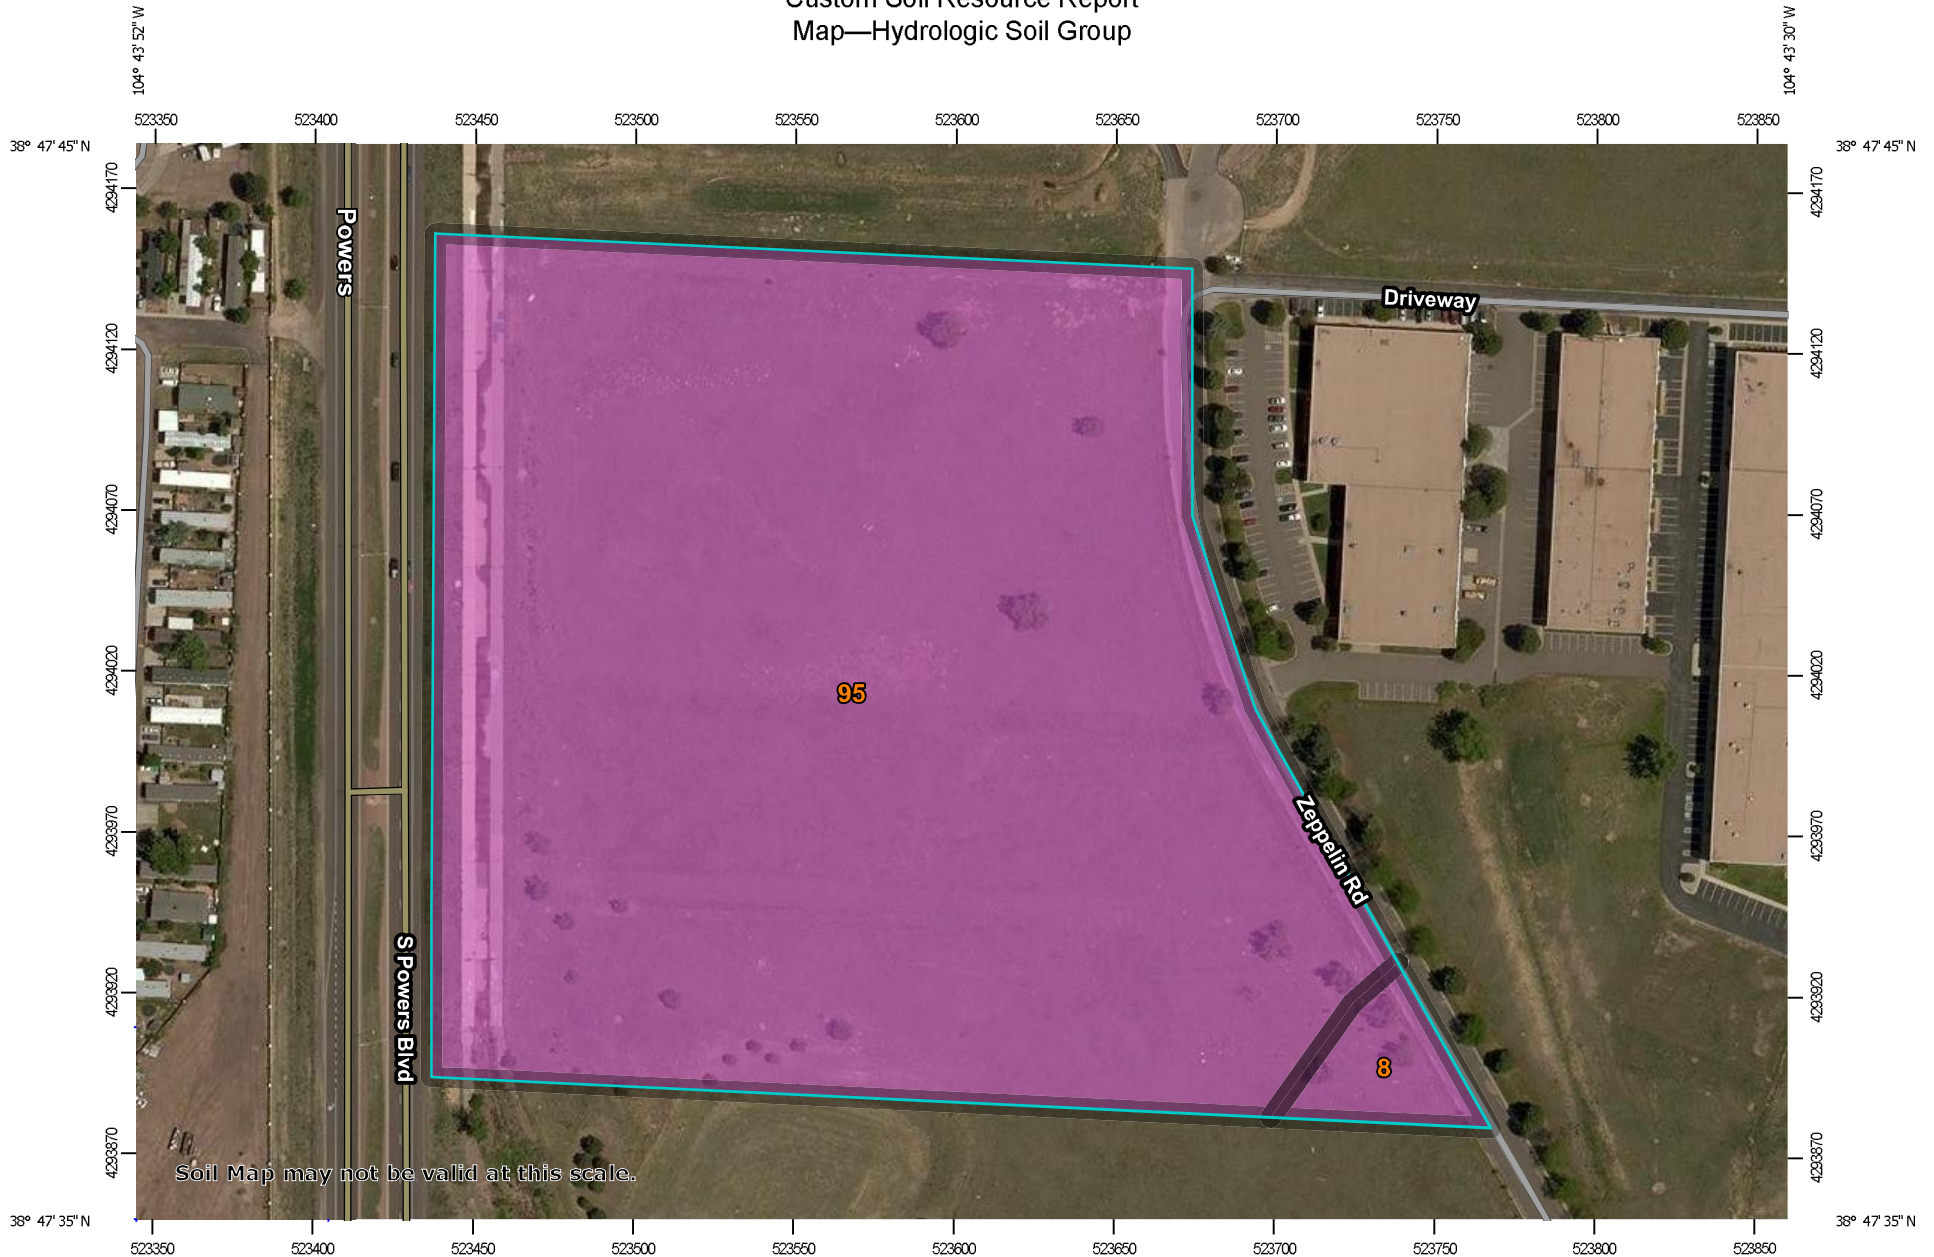 Custom Soil Resource Report
Map—Hydrologic Soil Group
104° 43' 52" W
104° 43' 30" W
523350 523400 523450 523500 523550 523600 523650 523700 523750 523800 523850
38° 47' 45" N
38° 47' 45" N
4294170
4294170
Powers
Driveway
4294120
4294120
4294070
4294070
4294020
4294020
95
4293970
4293970
Zeppelin Rd
S Powers Blvd
4293920
4293920
8
4293870
4293870
Soil Map may not be valid at this scale.
38° 47' 35" N
38° 47' 35" N
523350 523400 523450 523500 523550 523600 523650 523700 523750 523800 523850